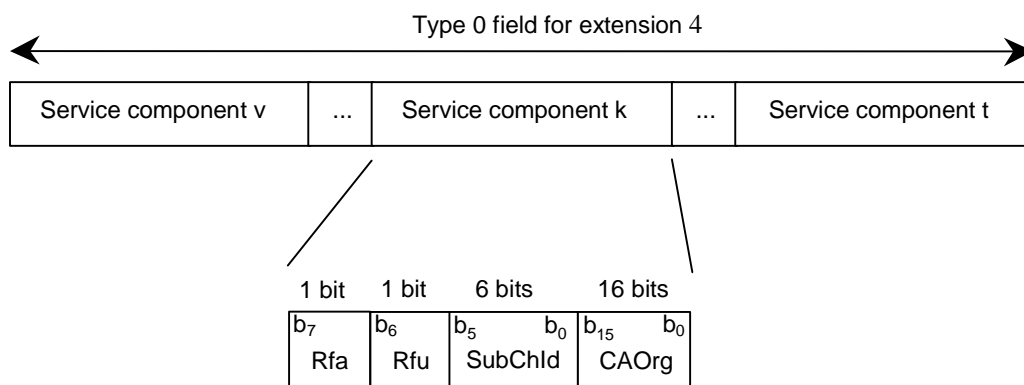 Type 0 field for extension 4
Service component v ... Service component k ... Service component t
1 bit 1 bit 6 bits 16 bits
b7 b6 b5 b0 b15 b0
Rfa Rfu SubChId CAOrg